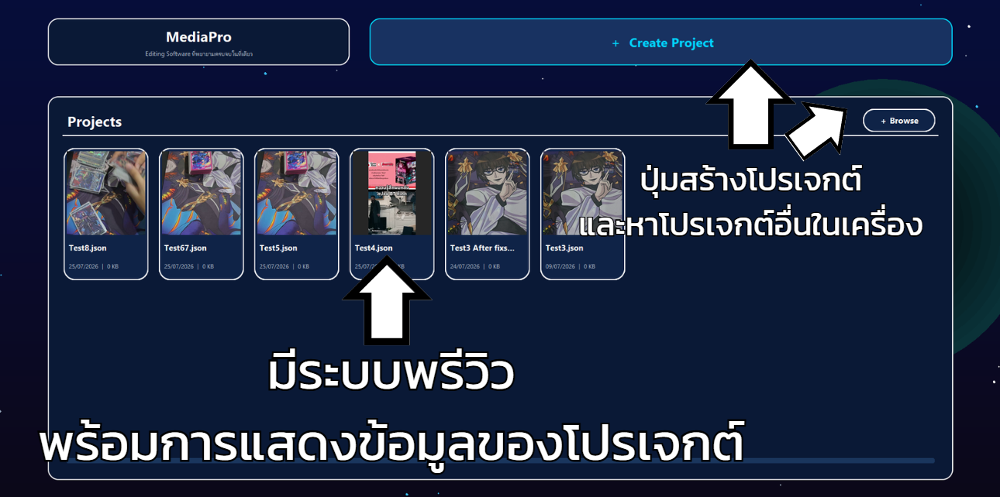 MediaPro
Editing Software ที่พยายามครบจบในที่เดียว
+ Create Project
Projects
+ Browse
ปุ่มสร้างโปรเจกต์
และหาโปรเจกต์อื่นในเครื่อง
Test8.json
25/07/2026 | 0 KB
Test67.json
25/07/2026 | 0 KB
Test5.json
25/07/2026 | 0 KB
Test4.json
25/07/
KB
Test3 After fixs...
24/07/2026 | 0 KB
Test3.json
09/07/2026 | 0 KB
มีระบบพรีวิว
พร้อมการแสดงข้อมูลของโปรเจกต์